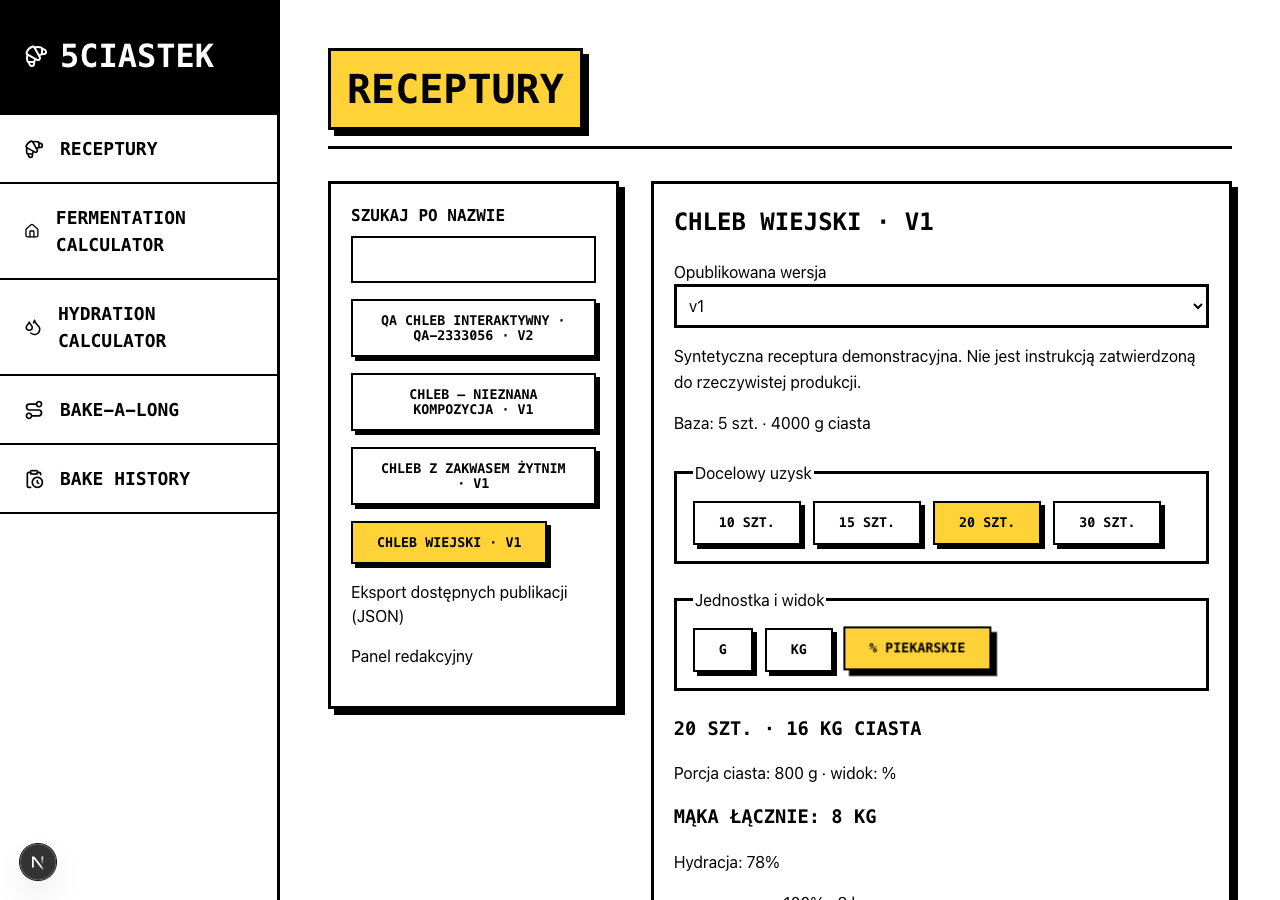 5CIASTEK
RECEPTURY
FERMENTATION
CALCULATOR
HYDRATION
CALCULATOR
BAKE-A-LONG
BAKE HISTORY
N
RECEPTURY
SZUKAJ PO NAZWIE
QA CHLEB INTERAKTYWNY ·
QA-2333056 · V2
CHLEB — NIEZNANA
KOMPOZYCJA · V1
CHLEB Z ZAKWASEM ŻYTNIM
· V1
CHLEB WIEJSKI · V1
Eksport dostępnych publikacji
(JSON)
Panel redakcyjny
CHLEB WIEJSKI · V1
Opublikowana wersja
v1
Syntetyczna receptura demonstracyjna. Nie jest instrukcją zatwierdzoną
do rzeczywistej produkcji.
Baza: 5 szt. · 4000 g ciasta
Docelowy uzysk
10 SZT. 15 SZT. 20 SZT. 30 SZT.
Jednostka i widok
G KG % PIEKARSKIE
20 SZT. · 16 KG CIASTA
Porcja ciasta: 800 g · widok: %
MĄKA ŁĄCZNIE: 8 KG
Hydracja: 78%